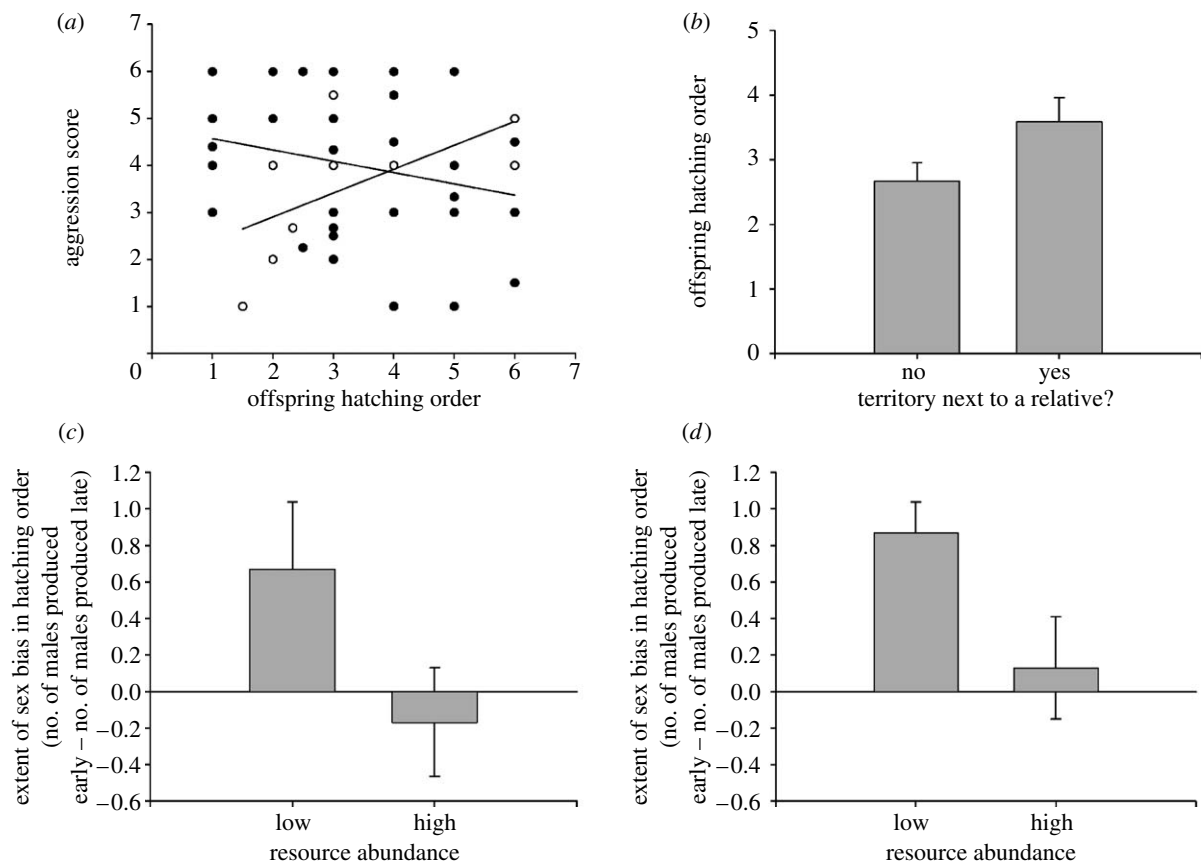 (a)
7
6
5
4
3
2
1
0
aggression score
1 2 3 4 5 6 7
offspring hatching order
(b)
5
4
3
2
1
0
offspring hatching order
no yes
territory next to a relative?
(c)
1.2
1.0
0.8
0.6
0.4
0.2
0.0
−0.2
−0.4
−0.6
extent of sex bias in hatching order
(no. of males produced
early – no. of males produced late)
low high
resource abundance
(d)
1.2
1.0
0.8
0.6
0.4
0.2
0.0
−0.2
−0.4
−0.6
extent of sex bias in hatching order
(no. of males produced
early – no. of males produced late)
low high
resource abundance